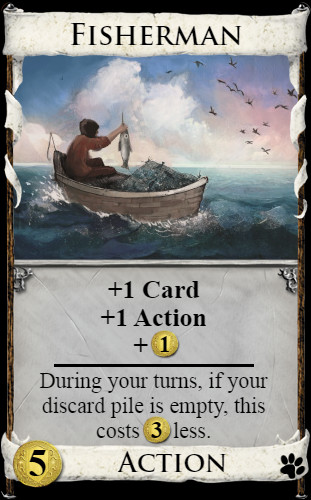 FISHERMAN
+1 Card
+1 Action
+ 1
During your turns, if your
discard pile is empty, this
costs 3 less.
5 ACTION